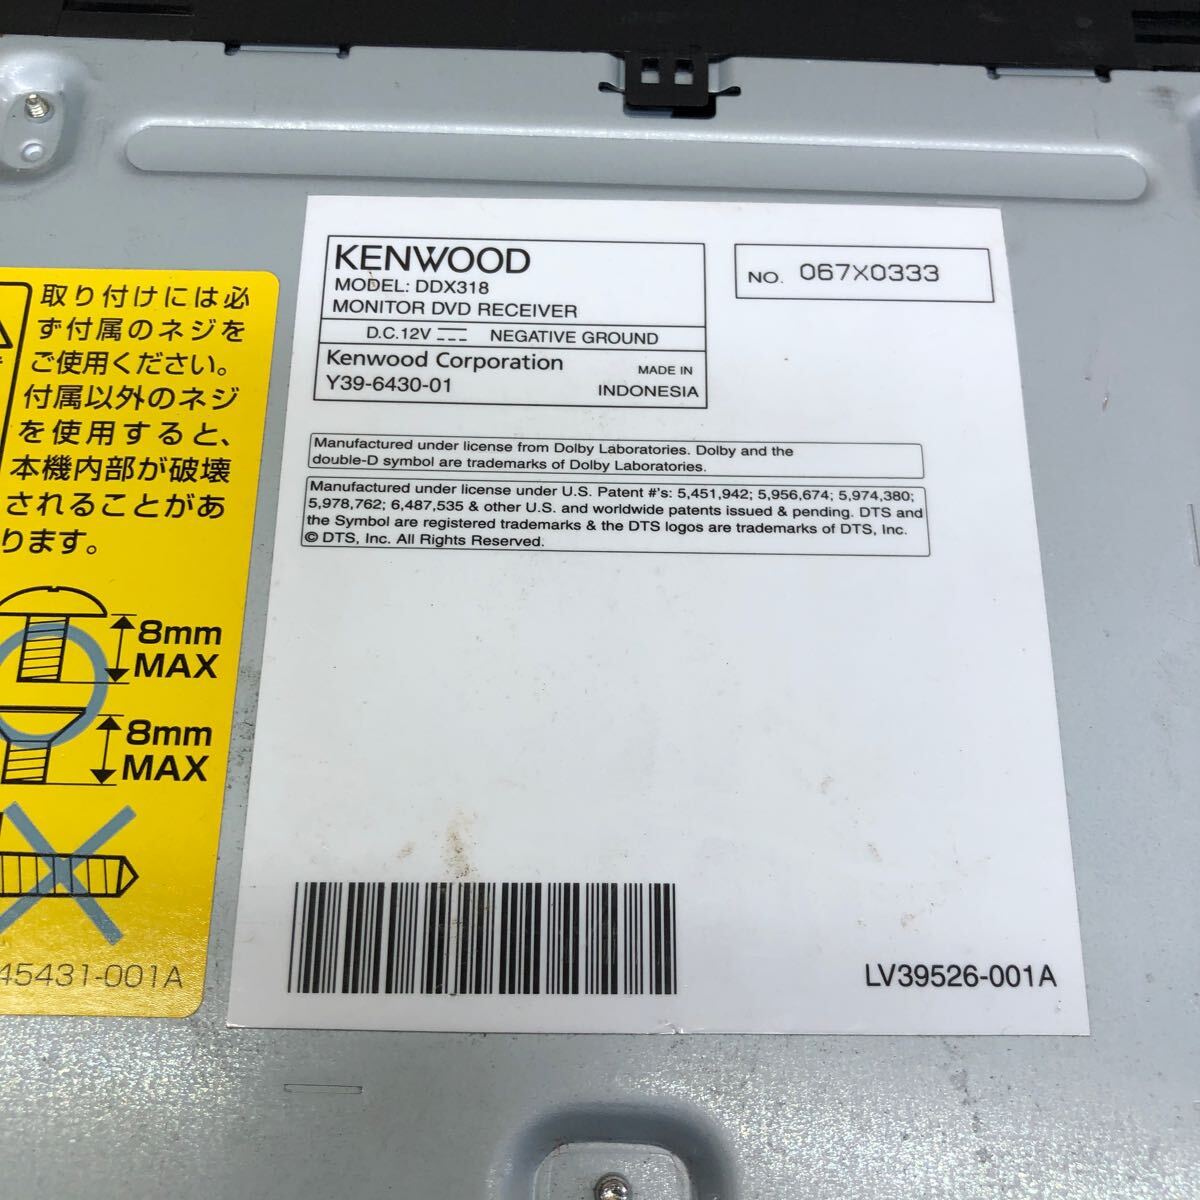 取り付けには必
ず付属のネジを
ご使用ください。
付属以外のネジ
を使用すると、
本機内部が破壊
されることがあ
ります。
8mm
MAX
8mm
MAX
45431-001A
KENWOOD
MODEL: DDX318
MONITOR DVD RECEIVER
D.C.12V NEGATIVE GROUND
Kenwood Corporation
Y39-6430-01
MADE IN
INDONESIA
NO. 067X0333
Manufactured under license from Dolby Laboratories. Dolby and the
double-D symbol are trademarks of Dolby Laboratories.
Manufactured under license under U.S. Patent #'s: 5,451,942; 5,956,674; 5,974,380;
5,978,762; 6,487,535 & other U.S. and worldwide patents issued & pending. DTS and
the Symbol are registered trademarks & the DTS logos are trademarks of DTS, Inc.
© DTS, Inc. All Rights Reserved.
LV39526-001A